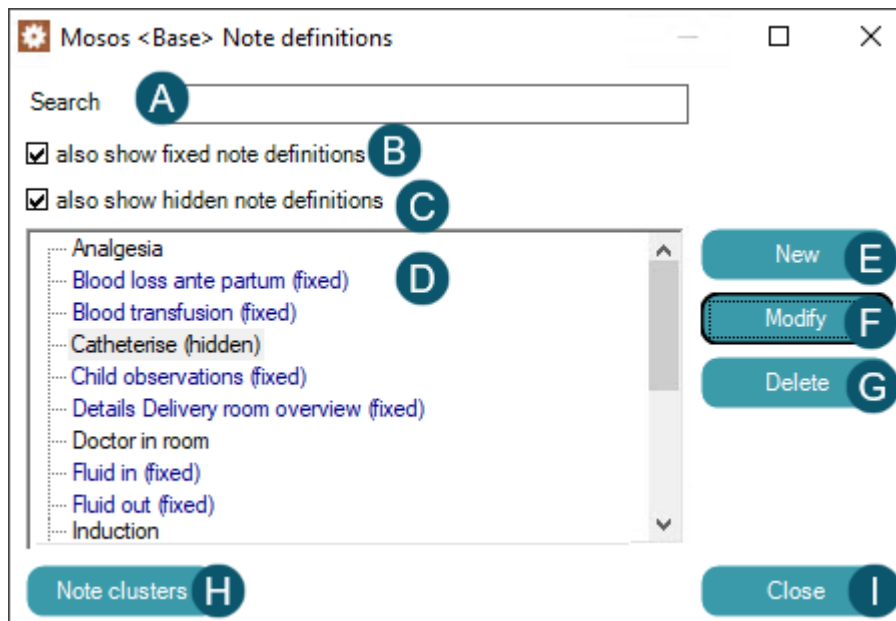 Mosos <Base> Note definitions
Search A
also show fixed note definitions B
also show hidden note definitions C
Analgesia
D
Blood loss ante partum (fixed)
Blood transfusion (fixed)
Catheterise (hidden)
Child observations (fixed)
Details Delivery room overview (fixed)
Doctor in room
Fluid in (fixed)
Fluid out (fixed)
Induction
New E
Modify F
Delete G
Note clusters H
Close I